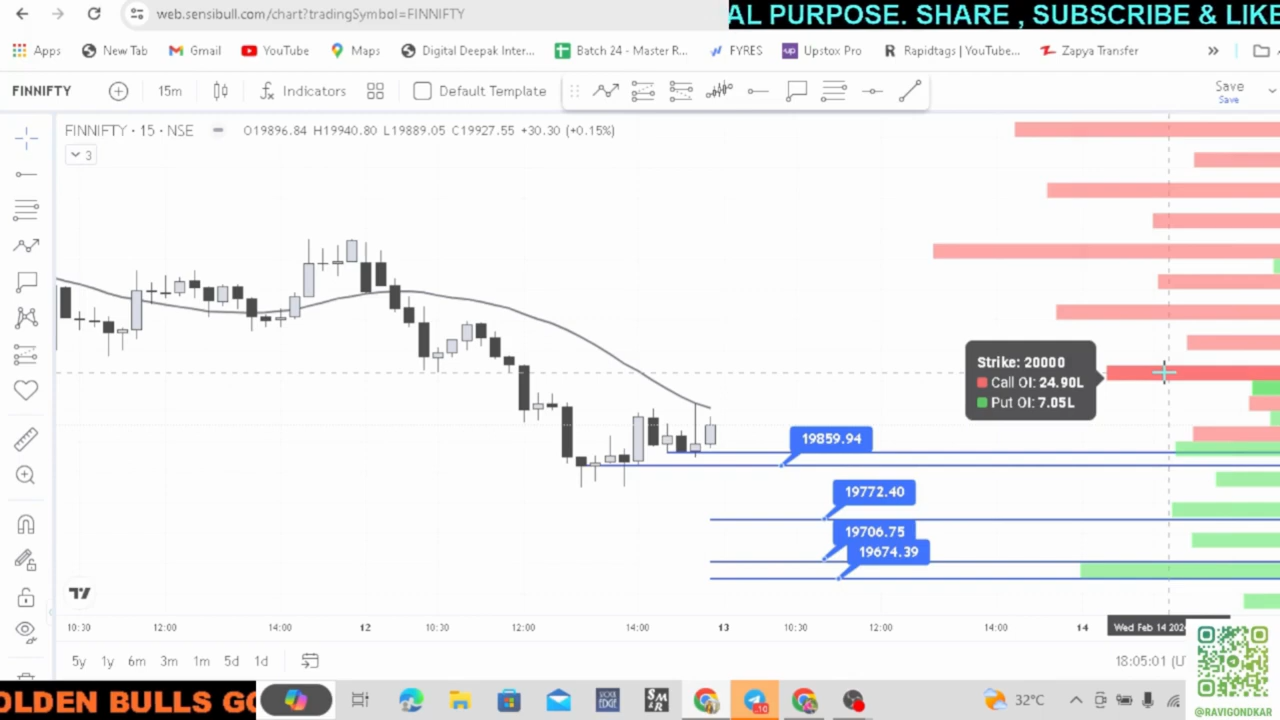 web.sensibull.com/chart?tradingSymbol=FINNIFTY
AL PURPOSE. SHARE , SUBSCRIBE & LIKE
Apps New Tab Gmail YouTube Maps Digital Deepak Inter... Batch 24 - Master R... FYRES Upstox Pro Rapidtags | YouTube... Zapya Transfer
FINNIFTY 15m Indicators Default Template Save
Save
FINNIFTY · 15 · NSE O19896.84 H19940.80 L19889.05 C19927.55 +30.30 (+0.15%)
3
Strike: 20000
Call OI: 24.90L
Put OI: 7.05L
19859.94
19772.40
19706.75
19674.39
10:30 12:00 14:00 12 10:30 12:00 14:00 13 10:30 12:00 14:00 14 Wed Feb 14 202
5y 1y 6m 3m 1m 5d 1d 18:05:01 (U
OLDEN BULLS GO
32°C
@RAVIGONDKAR